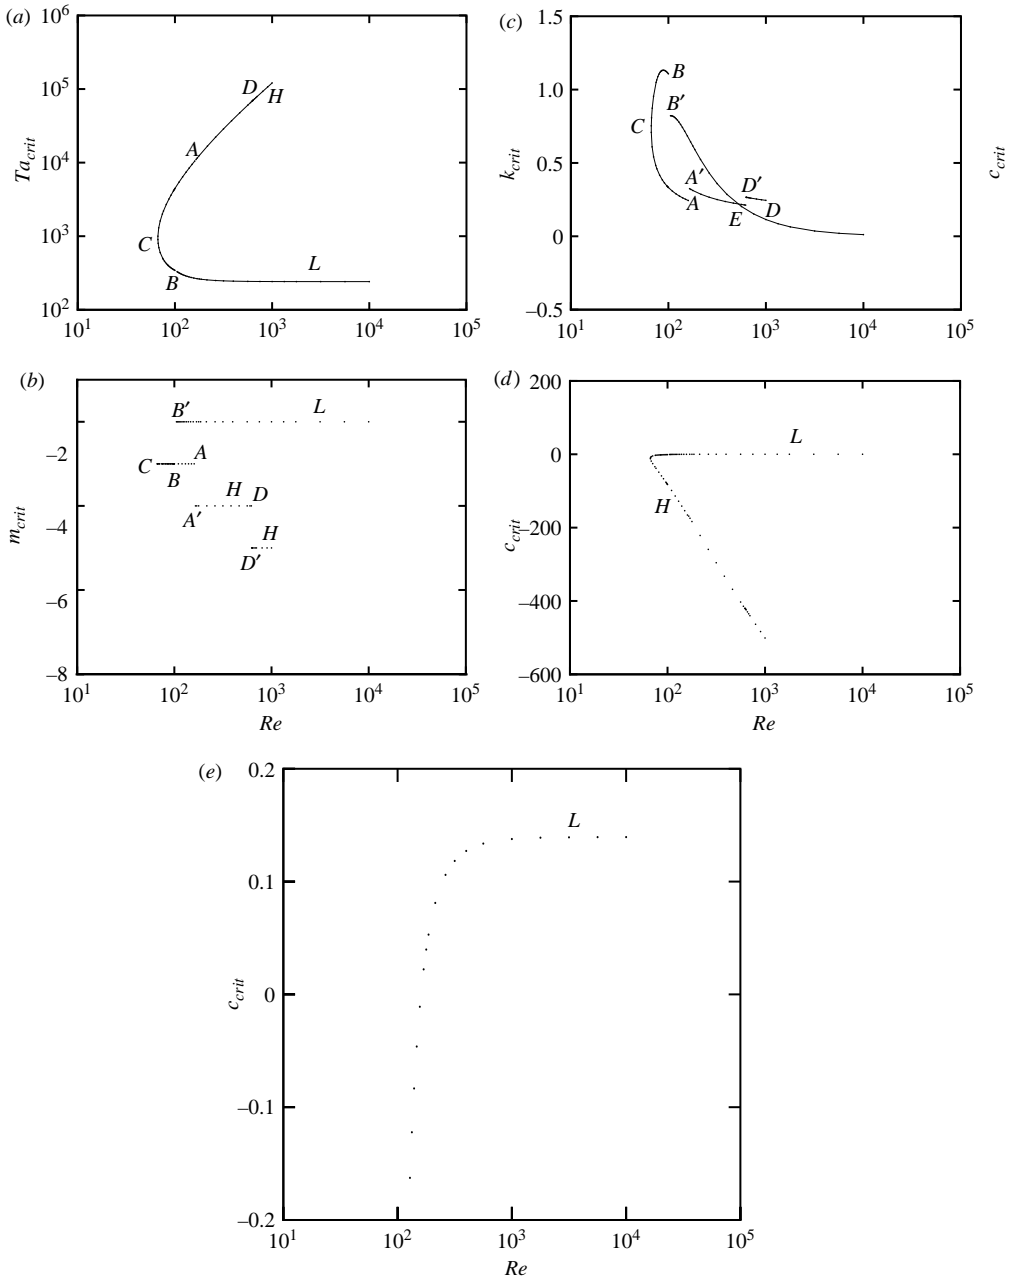 (a)
10^6
10^5
10^4
10^3
10^2
Ta_crit
D
H
A
C
B
L
10^1 10^2 10^3 10^4 10^5
(c)
1.5
1.0
0.5
0
–0.5
k_crit
B
B′
C
A′
A
D′
D
E
10^1 10^2 10^3 10^4 10^5
c_crit
(b)
–2
–4
–6
–8
m_crit
B′
L
C
B
A
A′
H
D
D′
H
10^1 10^2 10^3 10^4 10^5
Re
(d)
200
0
–200
–400
–600
c_crit
L
H
10^1 10^2 10^3 10^4 10^5
Re
(e)
0.2
0.1
0
–0.1
–0.2
c_crit
L
10^1 10^2 10^3 10^4 10^5
Re